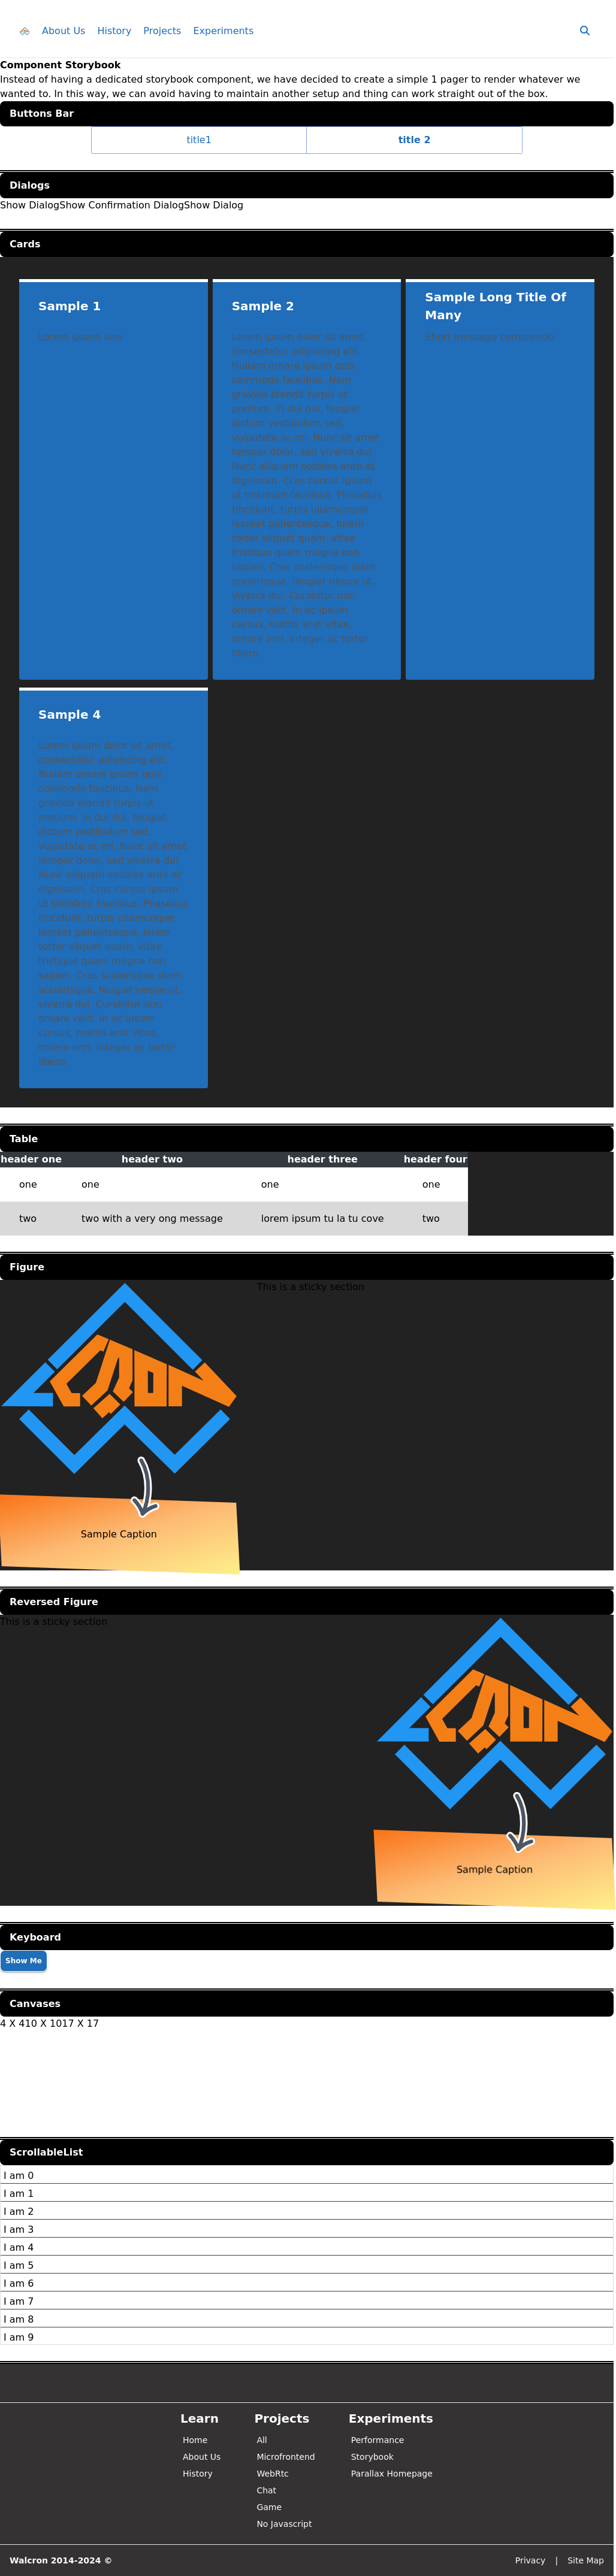 About Us History Projects Experiments
Component Storybook
Instead of having a dedicated storybook component, we have decided to create a simple 1 pager to render whatever we
wanted to. In this way, we can avoid having to maintain another setup and thing can work straight out of the box.
Buttons Bar
title1 title 2
Dialogs
Show DialogShow Confirmation DialogShow Dialog
Cards
Sample 1
Lorem ipsum siro
Sample 2
Lorem ipsum dolor sit amet,
consectetur adipiscing elit.
Nullam ornare ipsum quis
commodo faucibus. Nam
gravida blandit turpis ut
pretium. In dui dui, feugiat
dictum vestibulum sed,
vulputate ac mi. Nunc sit amet
tempor dolor, sed viverra dui.
Nunc aliquam sodales ante at
dignissim. Cras cursus ipsum
ut tincidunt faucibus. Phasellus
tincidunt, turpis ullamcorper
laoreet pellentesque, lorem
tortor aliquet quam, vitae
tristique quam magna non
sapien. Cras scelerisque diam
scelerisque, feugiat neque ut,
viverra dui. Curabitur non
ornare velit. In ac ipsum
cursus, mattis erat vitae,
ornare orci. Integer ac tortor
libero.
Sample Long Title Of
Many
Short message comprendo
Sample 4
Lorem ipsum dolor sit amet,
consectetur adipiscing elit.
Nullam ornare ipsum quis
commodo faucibus. Nam
gravida blandit turpis ut
pretium. In dui dui, feugiat
dictum vestibulum sed,
vulputate ac mi. Nunc sit amet
tempor dolor, sed viverra dui.
Nunc aliquam sodales ante at
dignissim. Cras cursus ipsum
ut tincidunt faucibus. Phasellus
tincidunt, turpis ullamcorper
laoreet pellentesque, lorem
tortor aliquet quam, vitae
tristique quam magna non
sapien. Cras scelerisque diam
scelerisque, feugiat neque ut,
viverra dui. Curabitur non
ornare velit. In ac ipsum
cursus, mattis erat vitae,
ornare orci. Integer ac tortor
libero.
Table
header one header two header three header four
one one one one
two two with a very ong message lorem ipsum tu la tu cove two
Figure
This is a sticky section
Sample Caption
Reversed Figure
This is a sticky section
Sample Caption
Keyboard
Show Me
Canvases
4 X 410 X 1017 X 17
ScrollableList
I am 0
I am 1
I am 2
I am 3
I am 4
I am 5
I am 6
I am 7
I am 8
I am 9
Learn
Home
About Us
History
Projects
All
Microfrontend
WebRtc
Chat
Game
No Javascript
Experiments
Performance
Storybook
Parallax Homepage
Walcron 2014-2024 ©
Privacy | Site Map